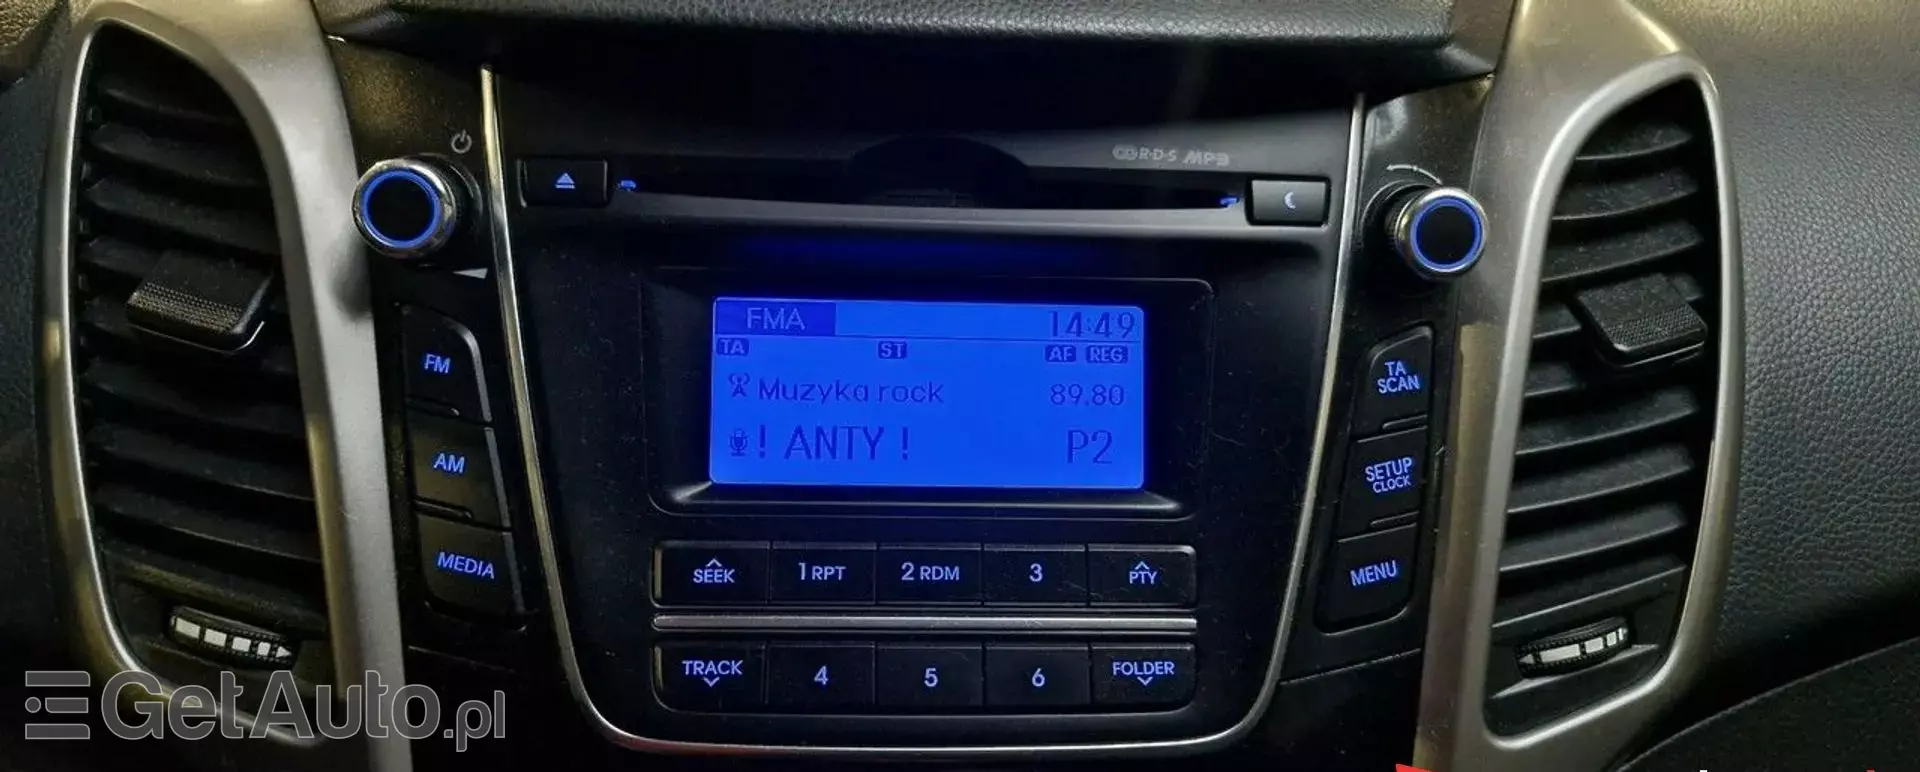 CD R·D·S MP3
FMA 14:49
TA ST AF REG
Muzyka rock 89.80
! ANTY ! P2
FM
AM
MEDIA
TA SCAN
SETUP
CLOCK
MENU
SEEK 1 RPT 2 RDM 3 PTY
TRACK 4 5 6 FOLDER
GetAuto.pl